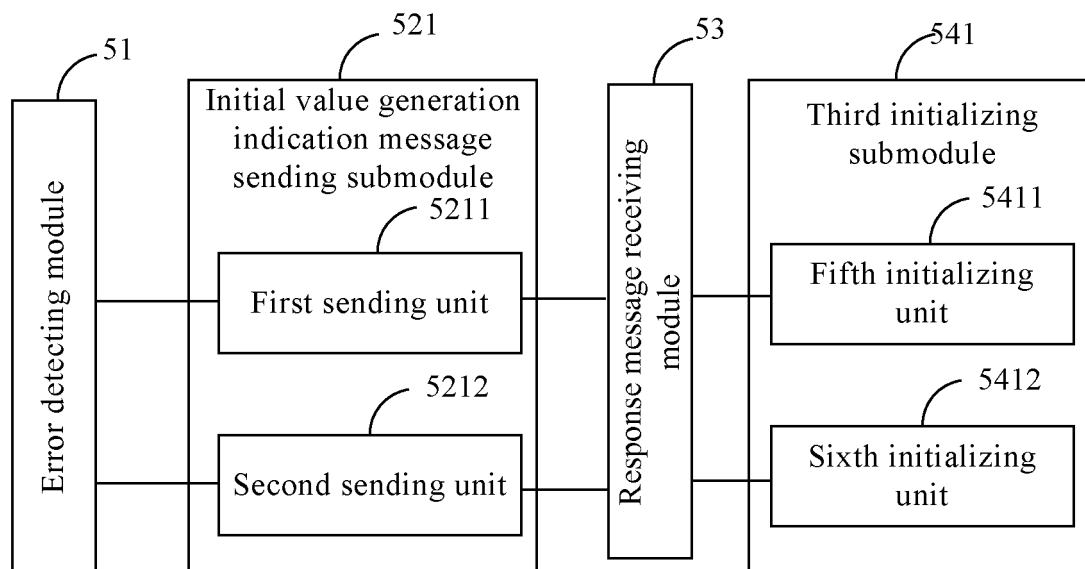 51
521
53
541
Error detecting module
Initial value generation
indication message
sending submodule
5211
First sending unit
5212
Second sending unit
Response message receiving
module
Third initializing
submodule
5411
Fifth initializing
unit
5412
Sixth initializing
unit